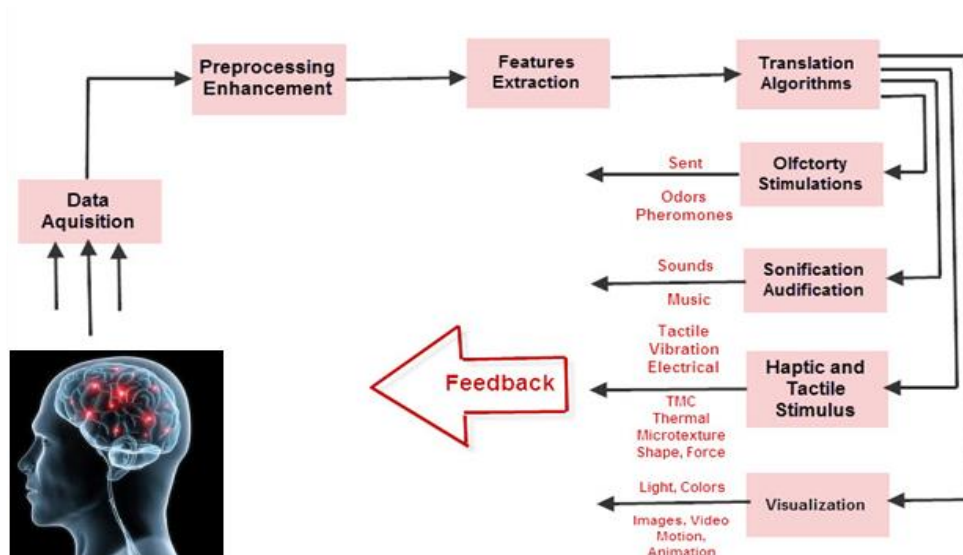 Preprocessing
Enhancement
Features
Extraction
Translation
Algorithms
Data
Aquisition
Sent
Odors
Pheromones
Olfctorty
Stimulations
Sounds
Music
Sonification
Audification
Tactile
Vibration
Electrical
TMC
Thermal
Microtexture
Shape, Force
Haptic and
Tactile
Stimulus
Feedback
Light, Colors
Images, Video
Motion,
Animation
Visualization